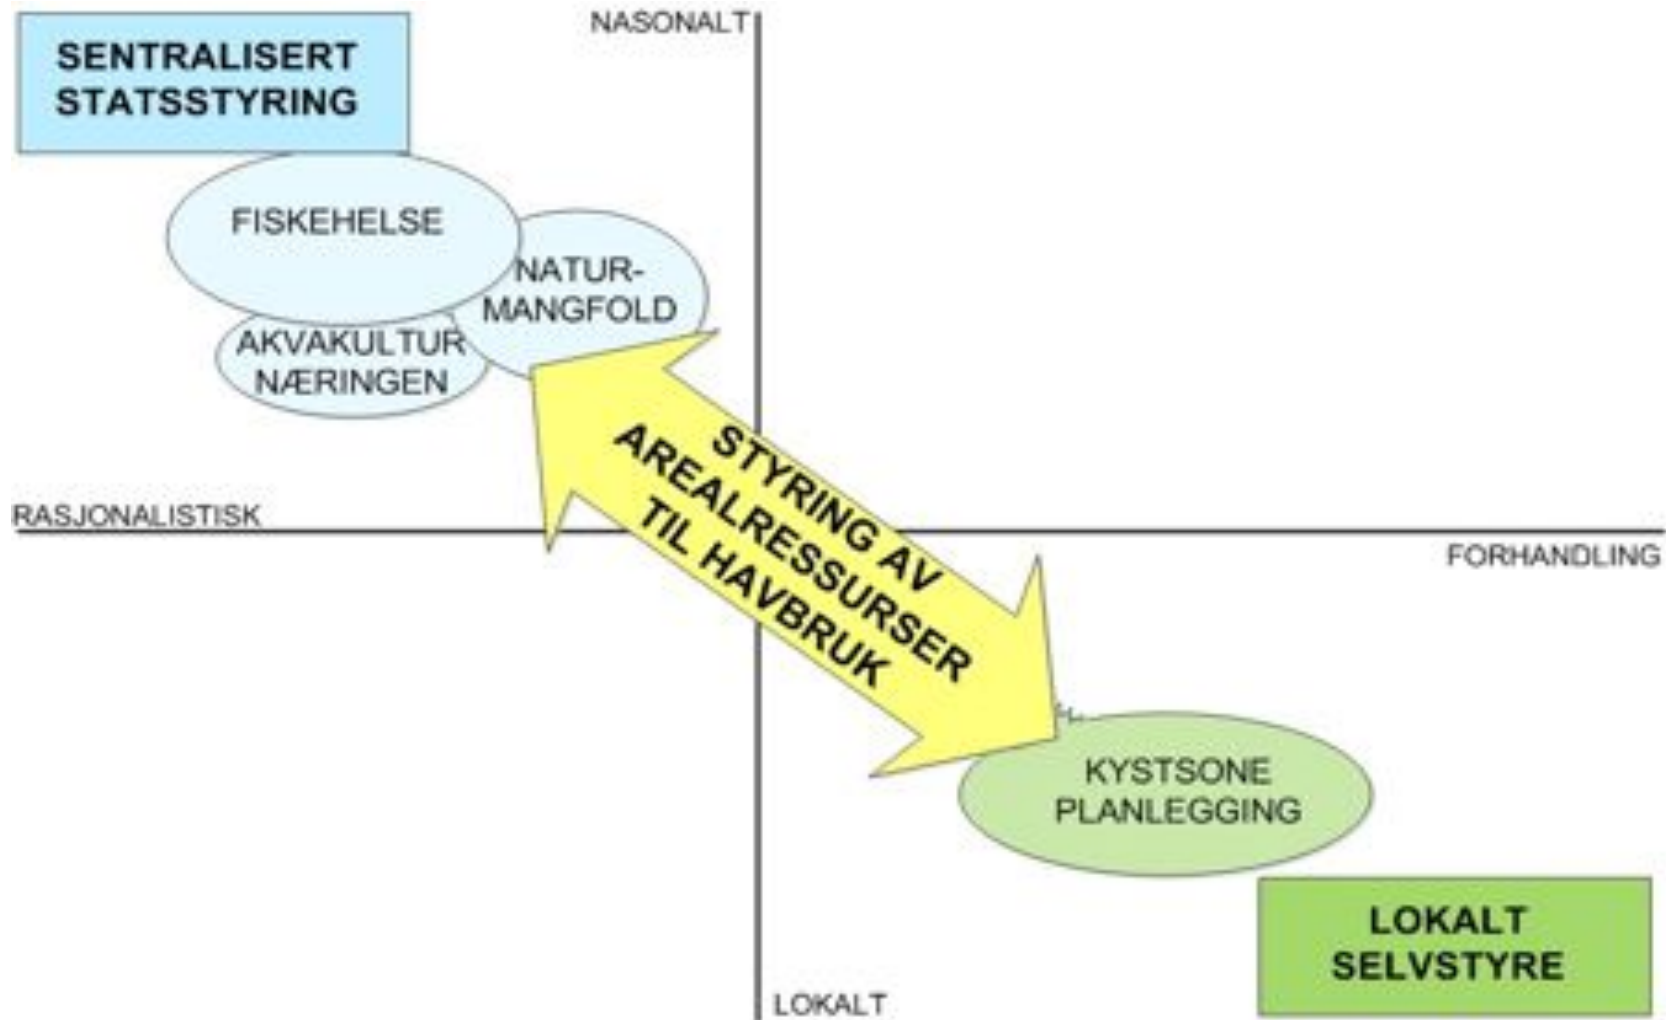 NASONALT
SENTRALISERT
STATSSTYRING
FISKEHELSE
NATUR-
MANGFOLD
AKVAKULTUR
NÆRINGEN
RASJONALISTISK
FORHANDLING
STYRING AV
AREALRESSURSER
TIL HAVBRUK
KYSTSONE
PLANLEGGING
LOKALT
SELVSTYRE
LOKALT